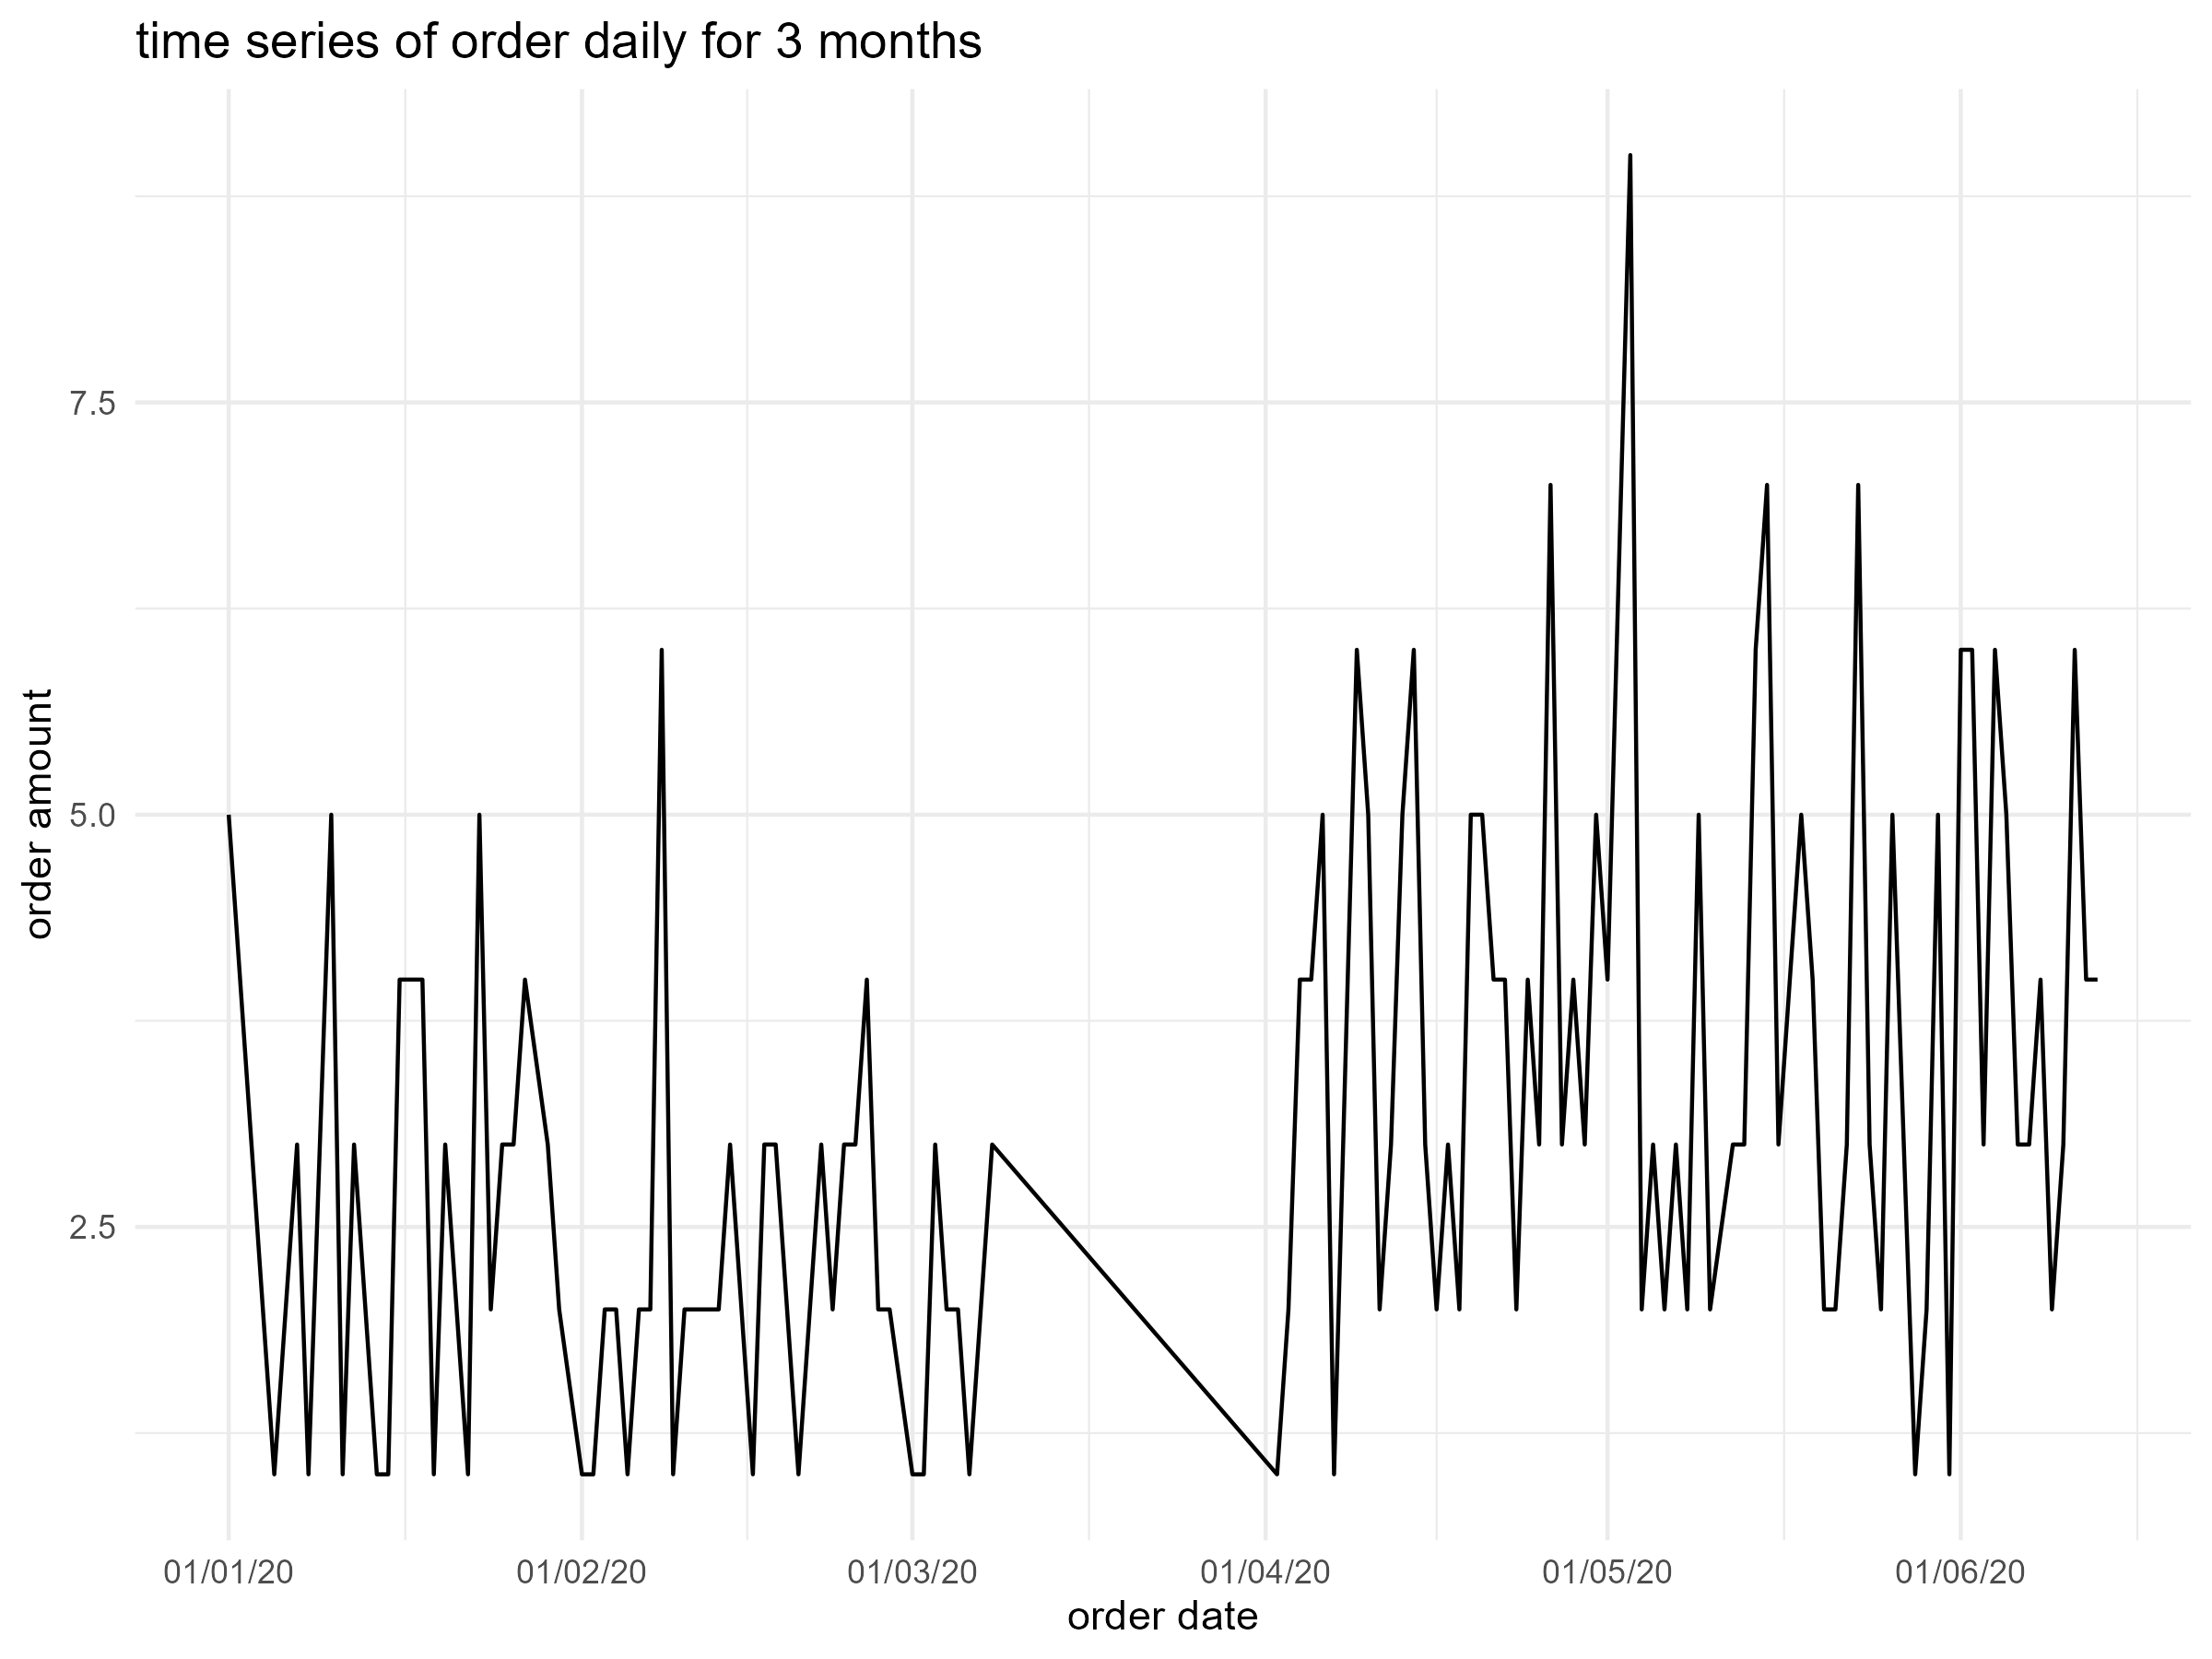 time series of order daily for 3 months
order amount
7.5
5.0
2.5
01/01/20 01/02/20 01/03/20 01/04/20 01/05/20 01/06/20
order date